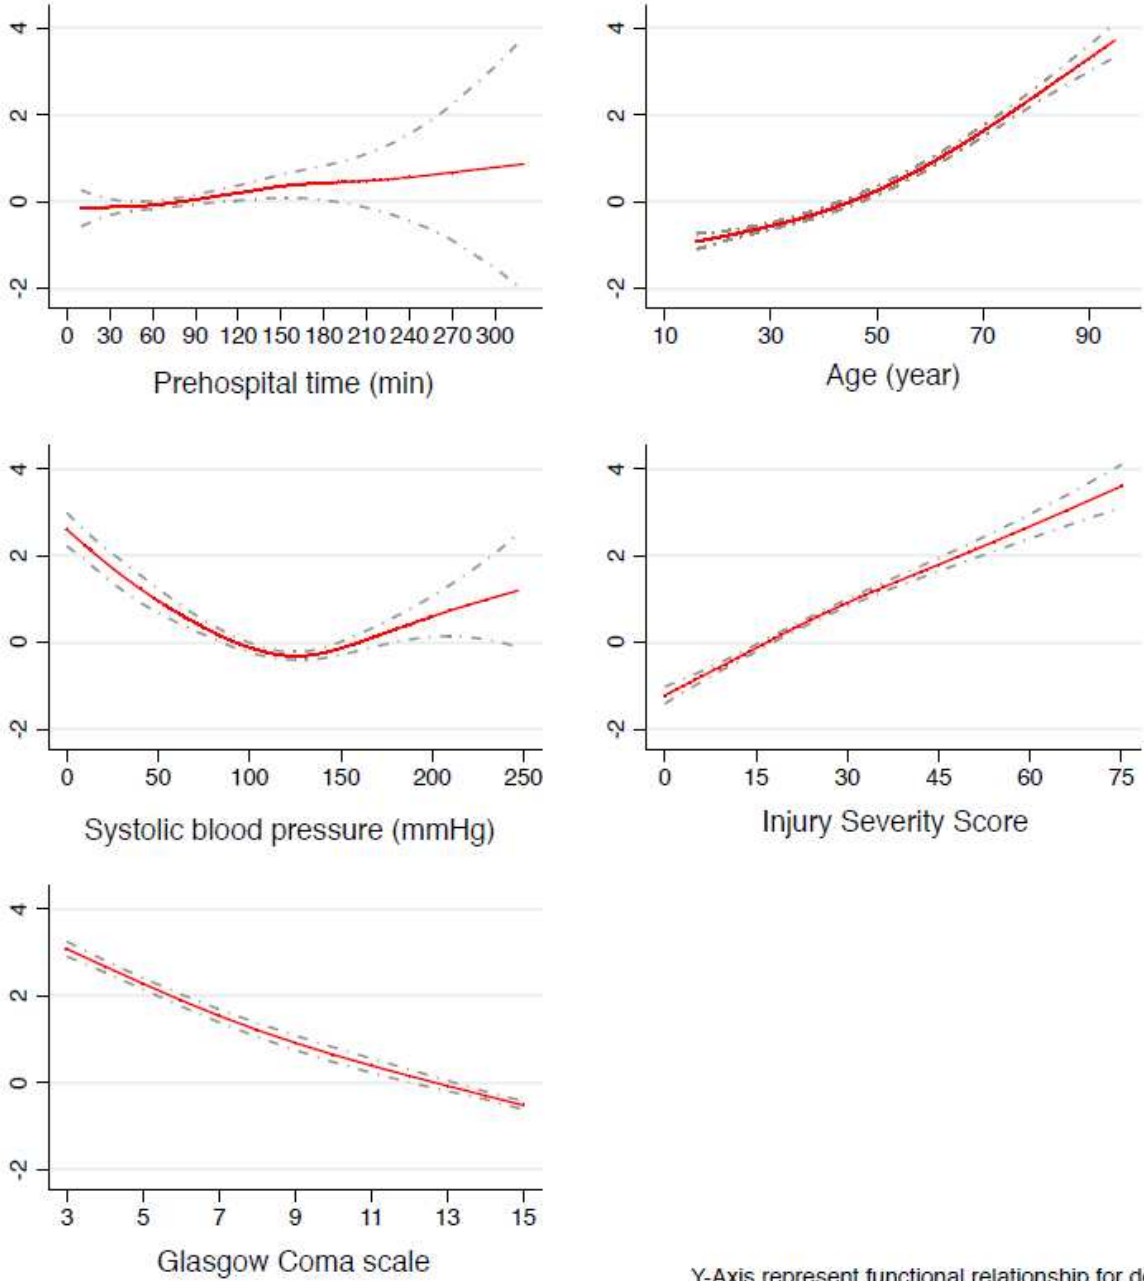 4
2
0
-2
0 30 60 90 120 150 180 210 240 270 300
Prehospital time (min)
4
2
0
-2
10 30 50 70 90
Age (year)
4
2
0
-2
0 50 100 150 200 250
Systolic blood pressure (mmHg)
4
2
0
-2
0 15 30 45 60 75
Injury Severity Score
4
2
0
-2
3 5 7 9 11 13 15
Glasgow Coma scale
Y-Axis represent functional relationship for